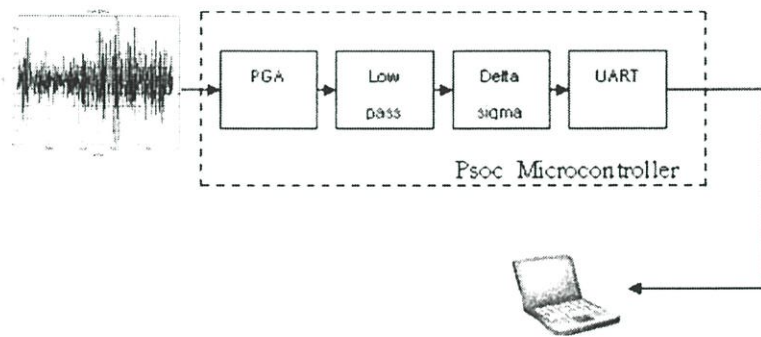 PGA
Low
pass
Delta
sigma
UART
Psoc Microcontroller